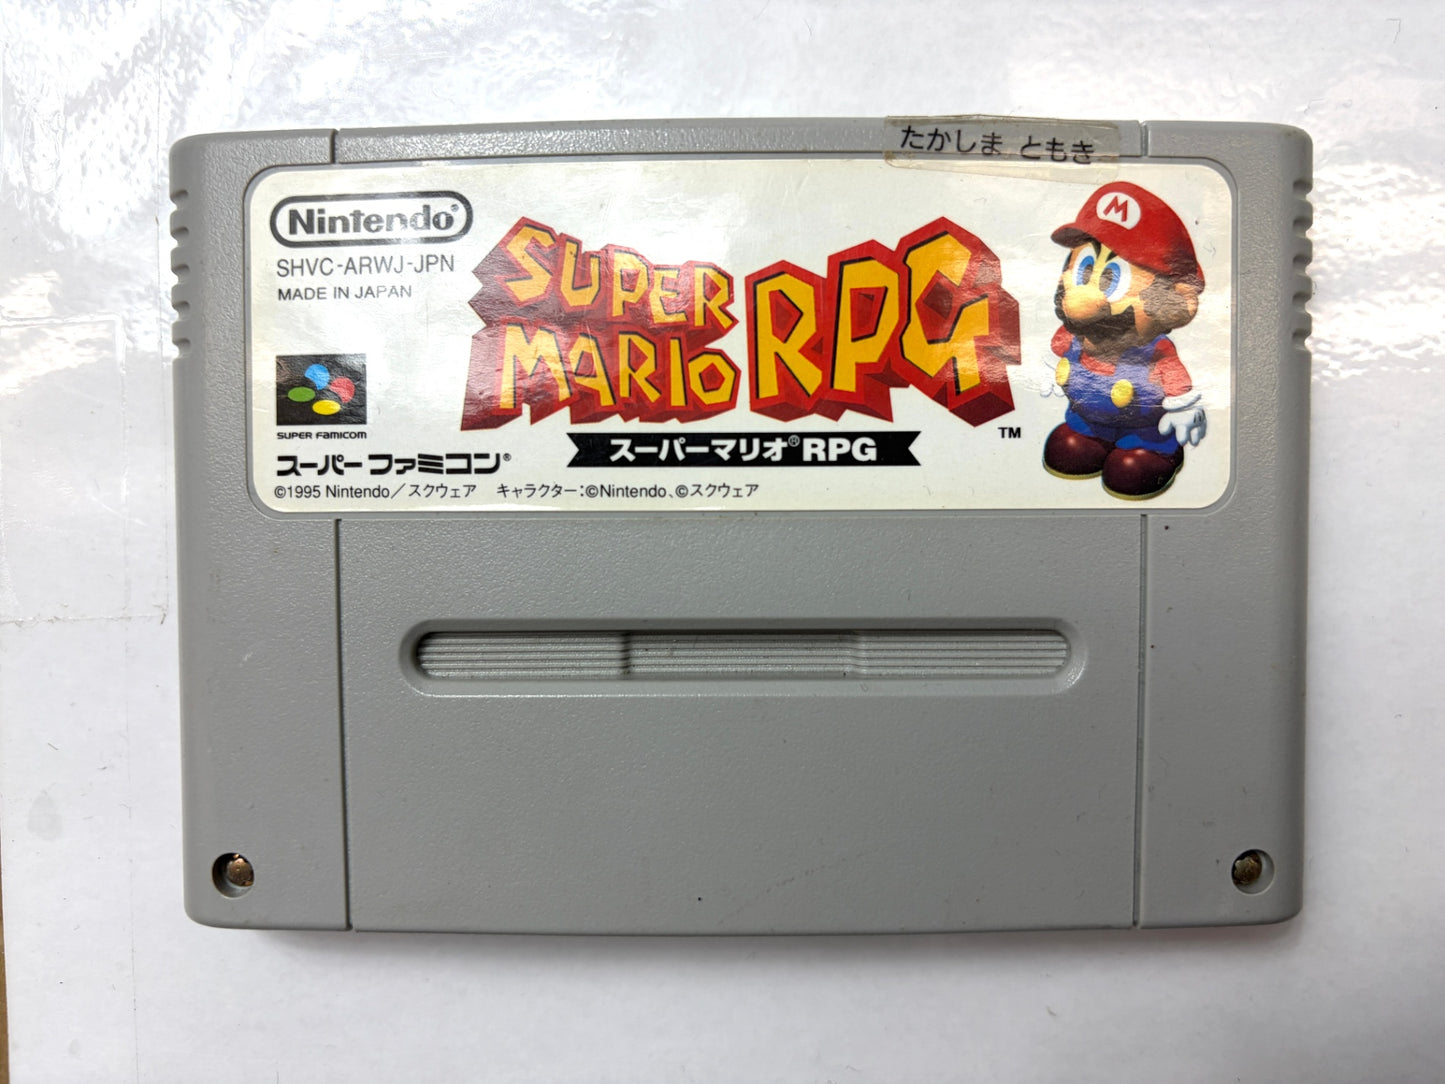 たかしま ともき
Nintendo®
SHVC-ARWJ-JPN
MADE IN JAPAN
SUPER FAMICOM
スーパーファミコン®
SUPER
MARIO RPG
TM
スーパーマリオ®RPG
M
©1995 Nintendo/スクウェア キャラクター:©Nintendo、©スクウェア